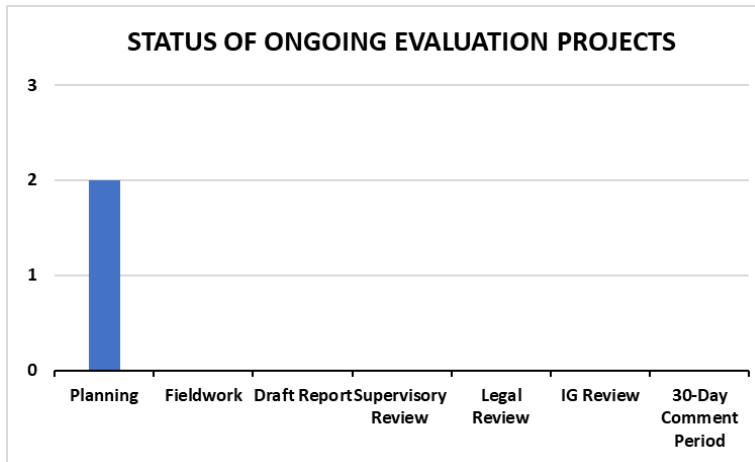 STATUS OF ONGOING EVALUATION PROJECTS
3
2
1
0
Planning
Fieldwork
Draft Report
Supervisory
Review
Legal
Review
IG Review
30-Day
Comment
Period